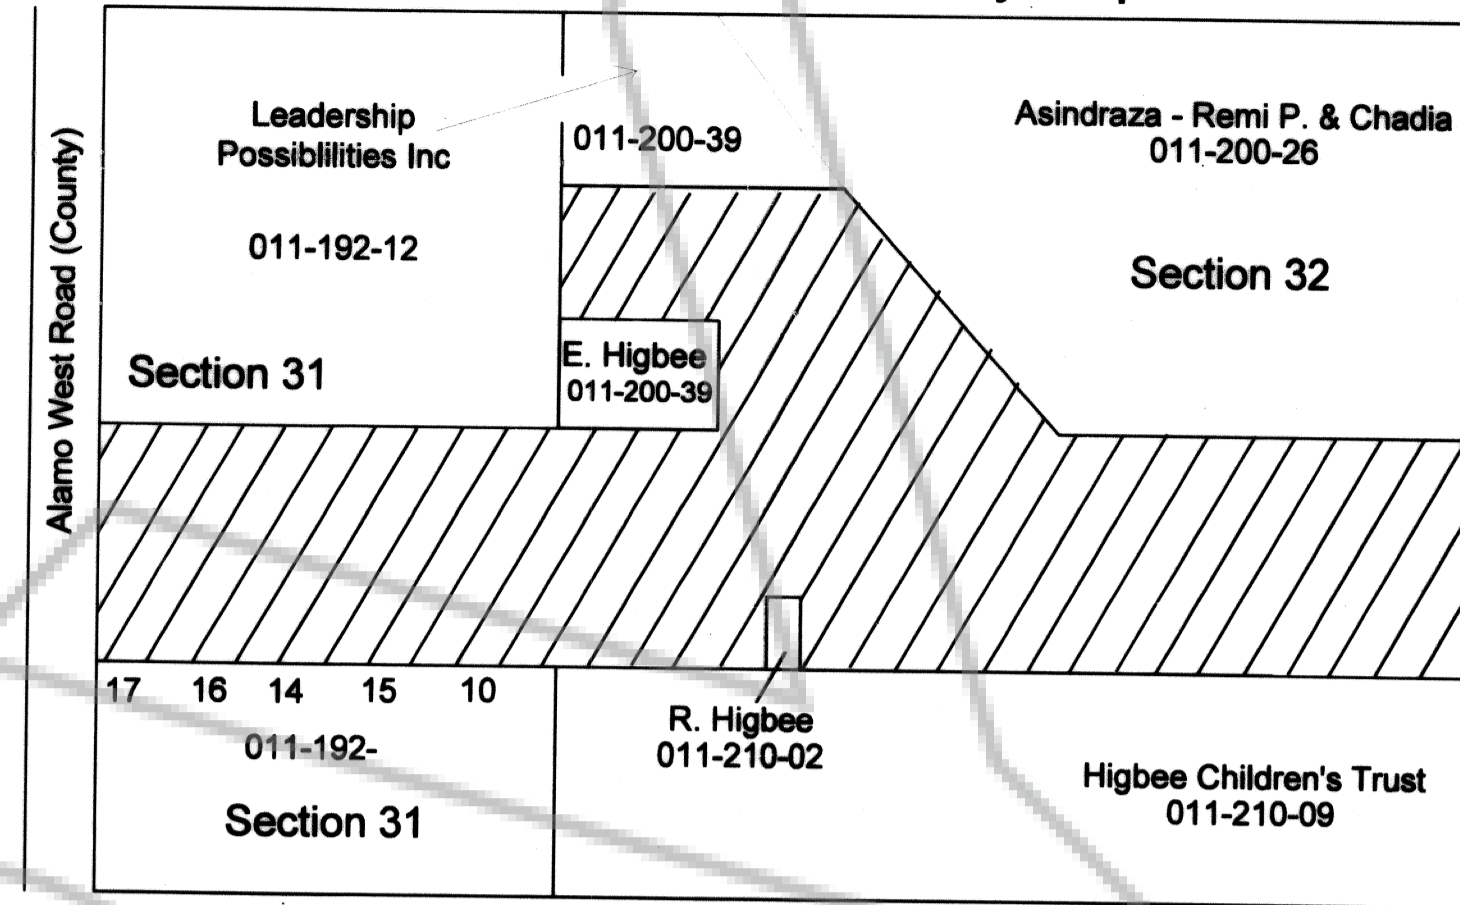 Alamo West Road (County)
Leadership
Possiblilities Inc
011-192-12
Section 31
011-200-39
Asindraza - Remi P. & Chadia
011-200-26
Section 32
E. Higbee
011-200-39
17 16 14 15 10
011-192-
Section 31
R. Higbee
011-210-02
Higbee Children's Trust
011-210-09